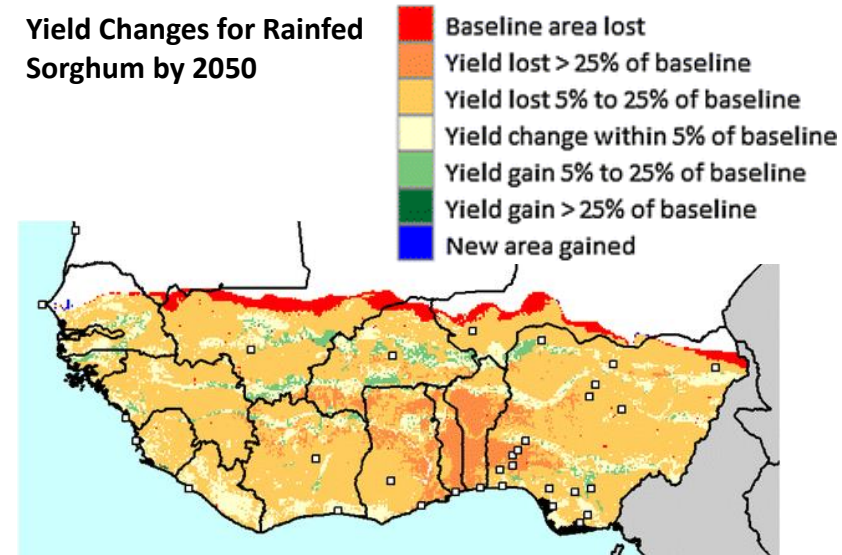 Yield Changes for Rainfed
Sorghum by 2050
Baseline area lost
Yield lost > 25% of baseline
Yield lost 5% to 25% of baseline
Yield change within 5% of baseline
Yield gain 5% to 25% of baseline
Yield gain > 25% of baseline
New area gained